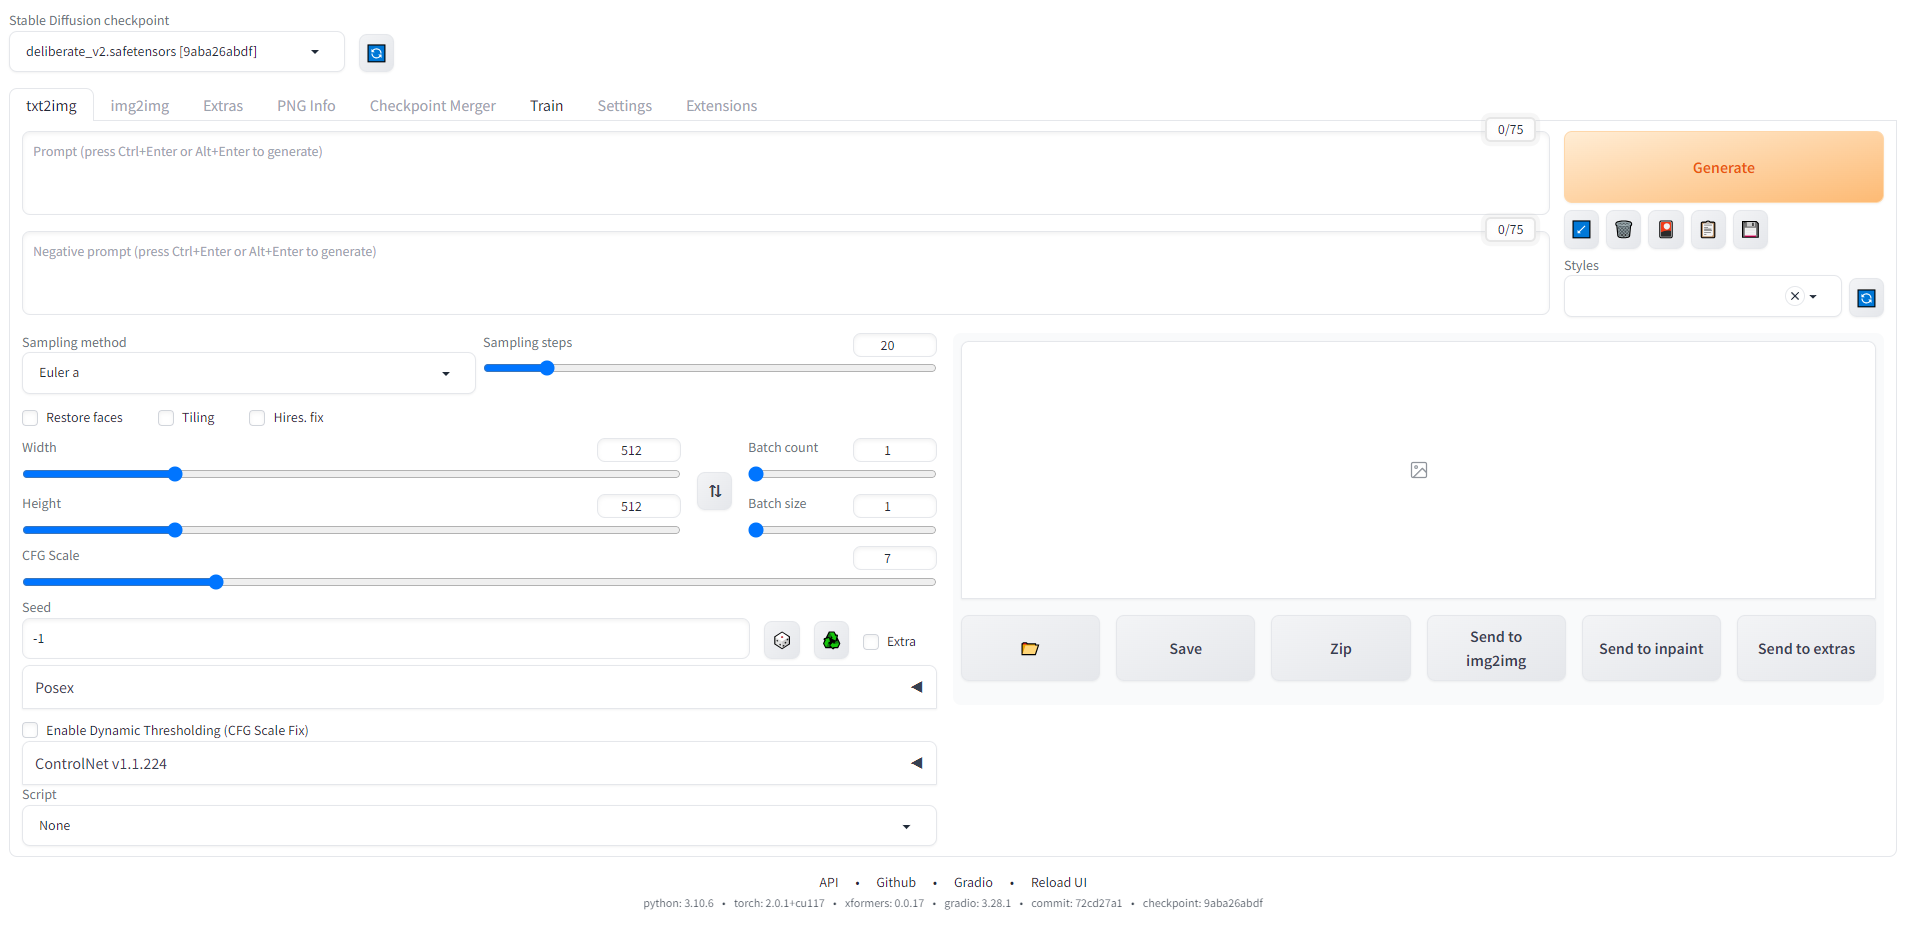 Stable Diffusion checkpoint
deliberate_v2.safetensors [9aba26abdf]
txt2img img2img Extras PNG Info Checkpoint Merger Train Settings Extensions
0/75
Prompt (press Ctrl+Enter or Alt+Enter to generate)
Generate
0/75
Negative prompt (press Ctrl+Enter or Alt+Enter to generate)
Styles
Sampling method
Euler a
Sampling steps
20
Restore faces Tiling Hires. fix
Width
512
Batch count
1
Height
512
Batch size
1
CFG Scale
7
Seed
-1
Extra
Save
Zip
Send to
img2img
Send to inpaint
Send to extras
Posex
Enable Dynamic Thresholding (CFG Scale Fix)
ControlNet v1.1.224
Script
None
API • Github • Gradio • Reload UI
python: 3.10.6 • torch: 2.0.1+cu117 • xformers: 0.0.17 • gradio: 3.28.1 • commit: 72cd27a1 • checkpoint: 9aba26abdf